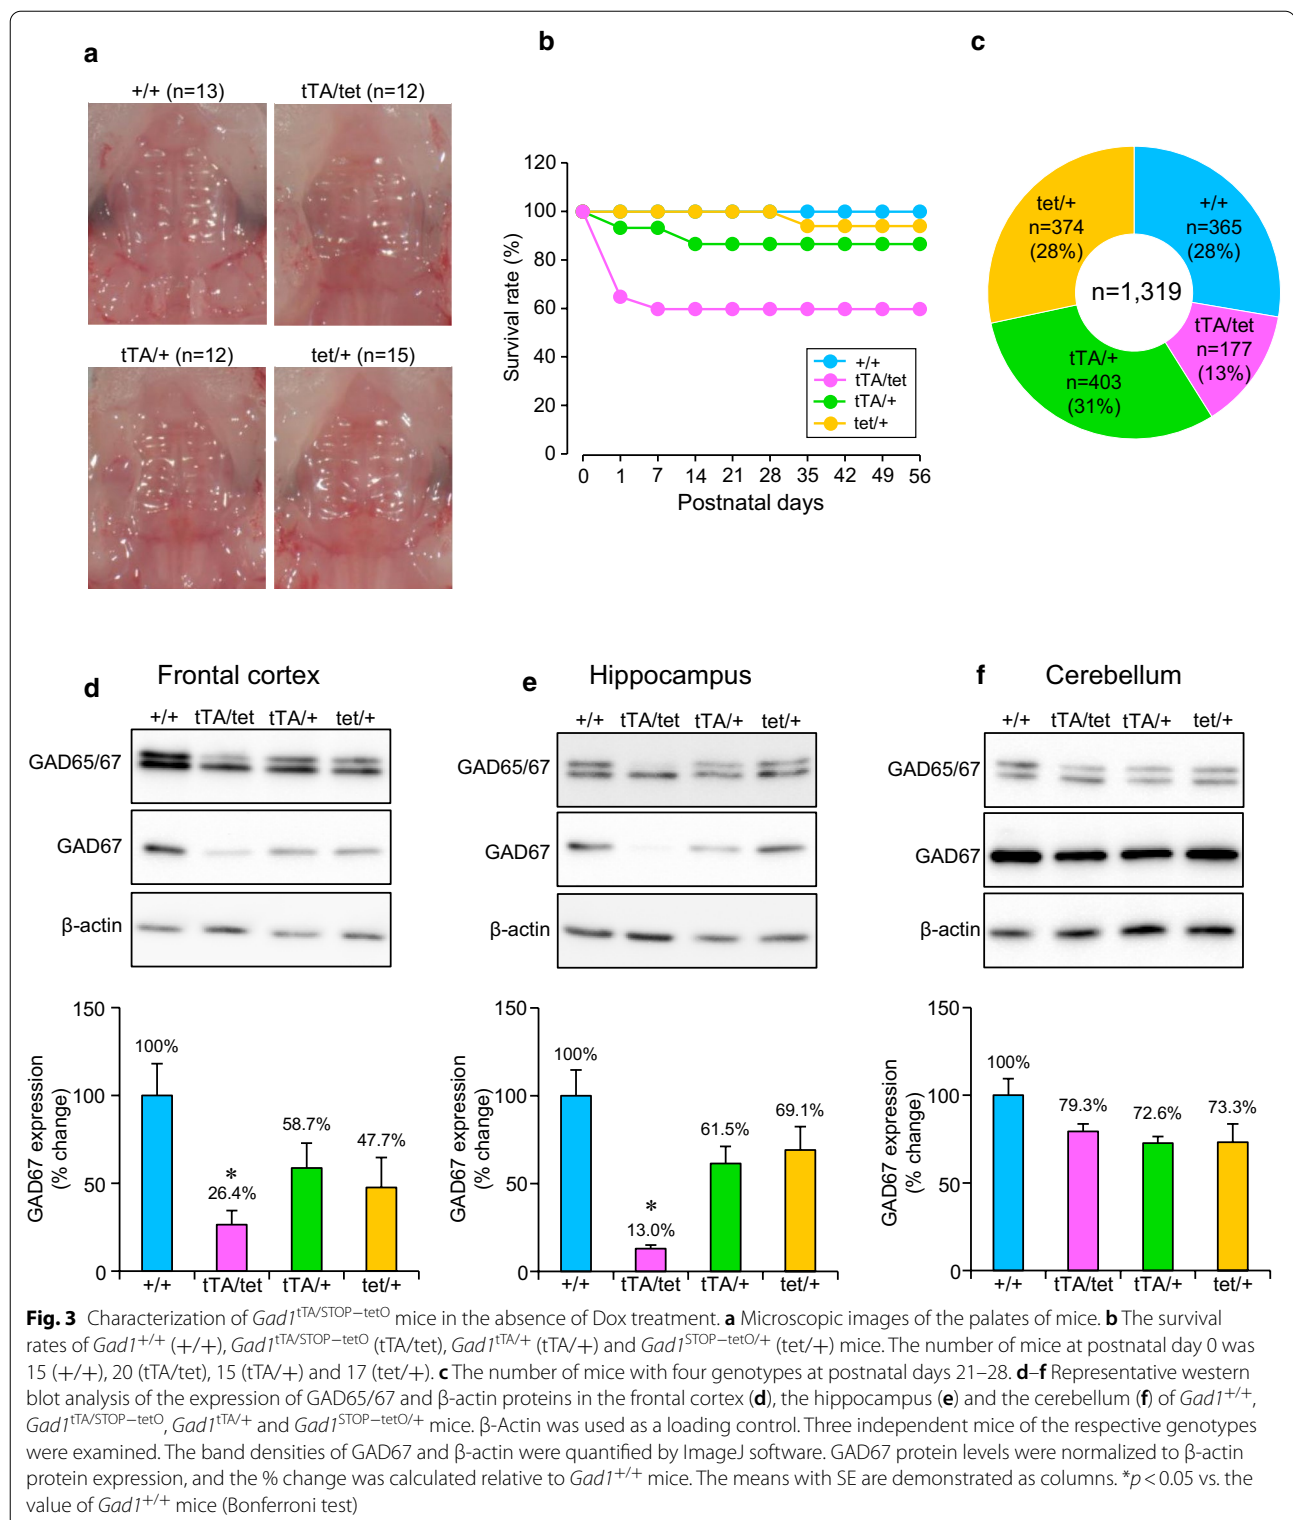 a
+/+ (n=13)
tTA/tet (n=12)
tTA/+ (n=12)
tet/+ (n=15)
b
Survival rate (%)
120
100
80
60
40
20
0
+/+
tTA/tet
tTA/+
tet/+
0 1 7 14 21 28 35 42 49 56
Postnatal days
c
tet/+
n=374
(28%)
+/+
n=365
(28%)
n=1,319
tTA/tet
n=177
(13%)
tTA/+
n=403
(31%)
d
Frontal cortex
+/+ tTA/tet tTA/+ tet/+
GAD65/67
GAD67
β-actin
GAD67 expression
(% change)
150
100
50
0
100%
*
26.4%
58.7%
47.7%
+/+ tTA/tet tTA/+ tet/+
e
Hippocampus
+/+ tTA/tet tTA/+ tet/+
GAD65/67
GAD67
β-actin
GAD67 expression
(% change)
150
100
50
0
100%
*
13.0%
61.5%
69.1%
+/+ tTA/tet tTA/+ tet/+
f
Cerebellum
+/+ tTA/tet tTA/+ tet/+
GAD65/67
GAD67
β-actin
GAD67 expression
(% change)
150
100
50
0
100%
79.3%
72.6%
73.3%
+/+ tTA/tet tTA/+ tet/+
Fig. 3 Characterization of Gad1tTA/STOP−tetO mice in the absence of Dox treatment. a Microscopic images of the palates of mice. b The survival
rates of Gad1+/+ (+/+), Gad1tTA/STOP−tetO (tTA/tet), Gad1tTA/+ (tTA/+) and Gad1STOP−tetO/+ (tet/+) mice. The number of mice at postnatal day 0 was
15 (+/+), 20 (tTA/tet), 15 (tTA/+) and 17 (tet/+). c The number of mice with four genotypes at postnatal days 21–28. d–f Representative western
blot analysis of the expression of GAD65/67 and β-actin proteins in the frontal cortex (d), the hippocampus (e) and the cerebellum (f) of Gad1+/+,
Gad1tTA/STOP−tetO, Gad1tTA/+ and Gad1STOP−tetO/+ mice. β-Actin was used as a loading control. Three independent mice of the respective genotypes
were examined. The band densities of GAD67 and β-actin were quantified by ImageJ software. GAD67 protein levels were normalized to β-actin
protein expression, and the % change was calculated relative to Gad1+/+ mice. The means with SE are demonstrated as columns. *p < 0.05 vs. the
value of Gad1+/+ mice (Bonferroni test)